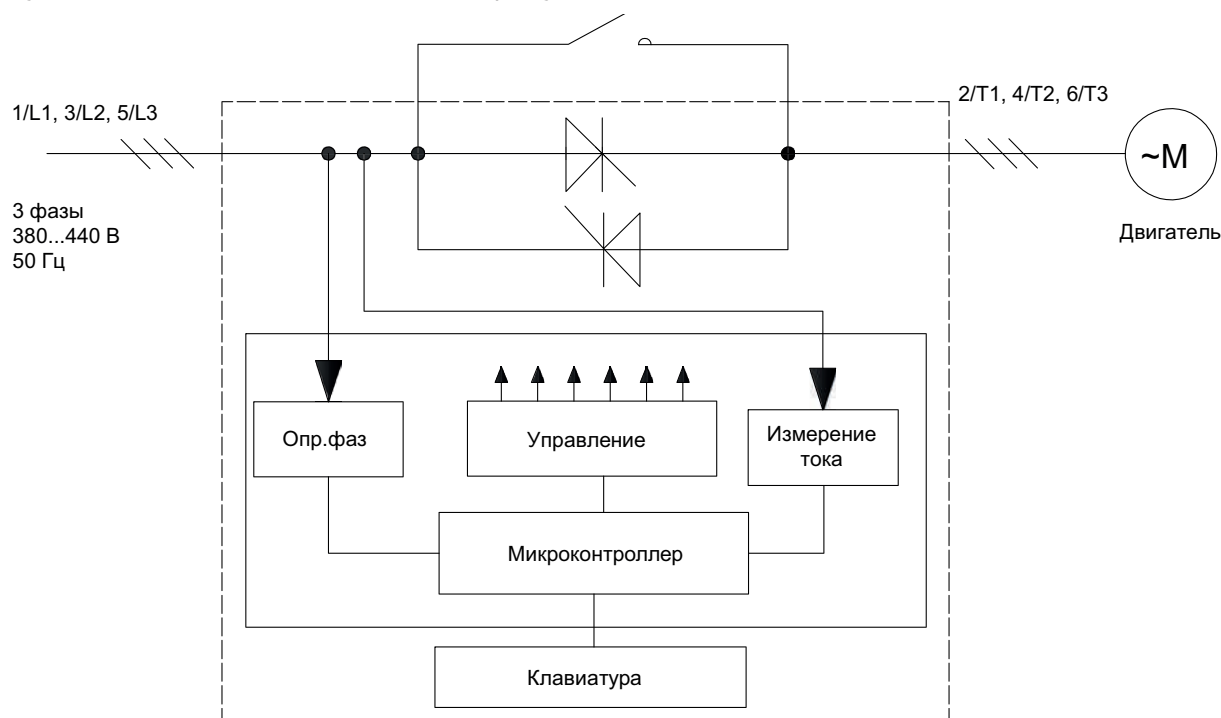 1/L1, 3/L2, 5/L3
2/T1, 4/T2, 6/T3
~M
3 фазы
380...440 В
50 Гц
Двигатель
Опр.фаз
Управление
Измерение
тока
Микроконтроллер
Клавиатура